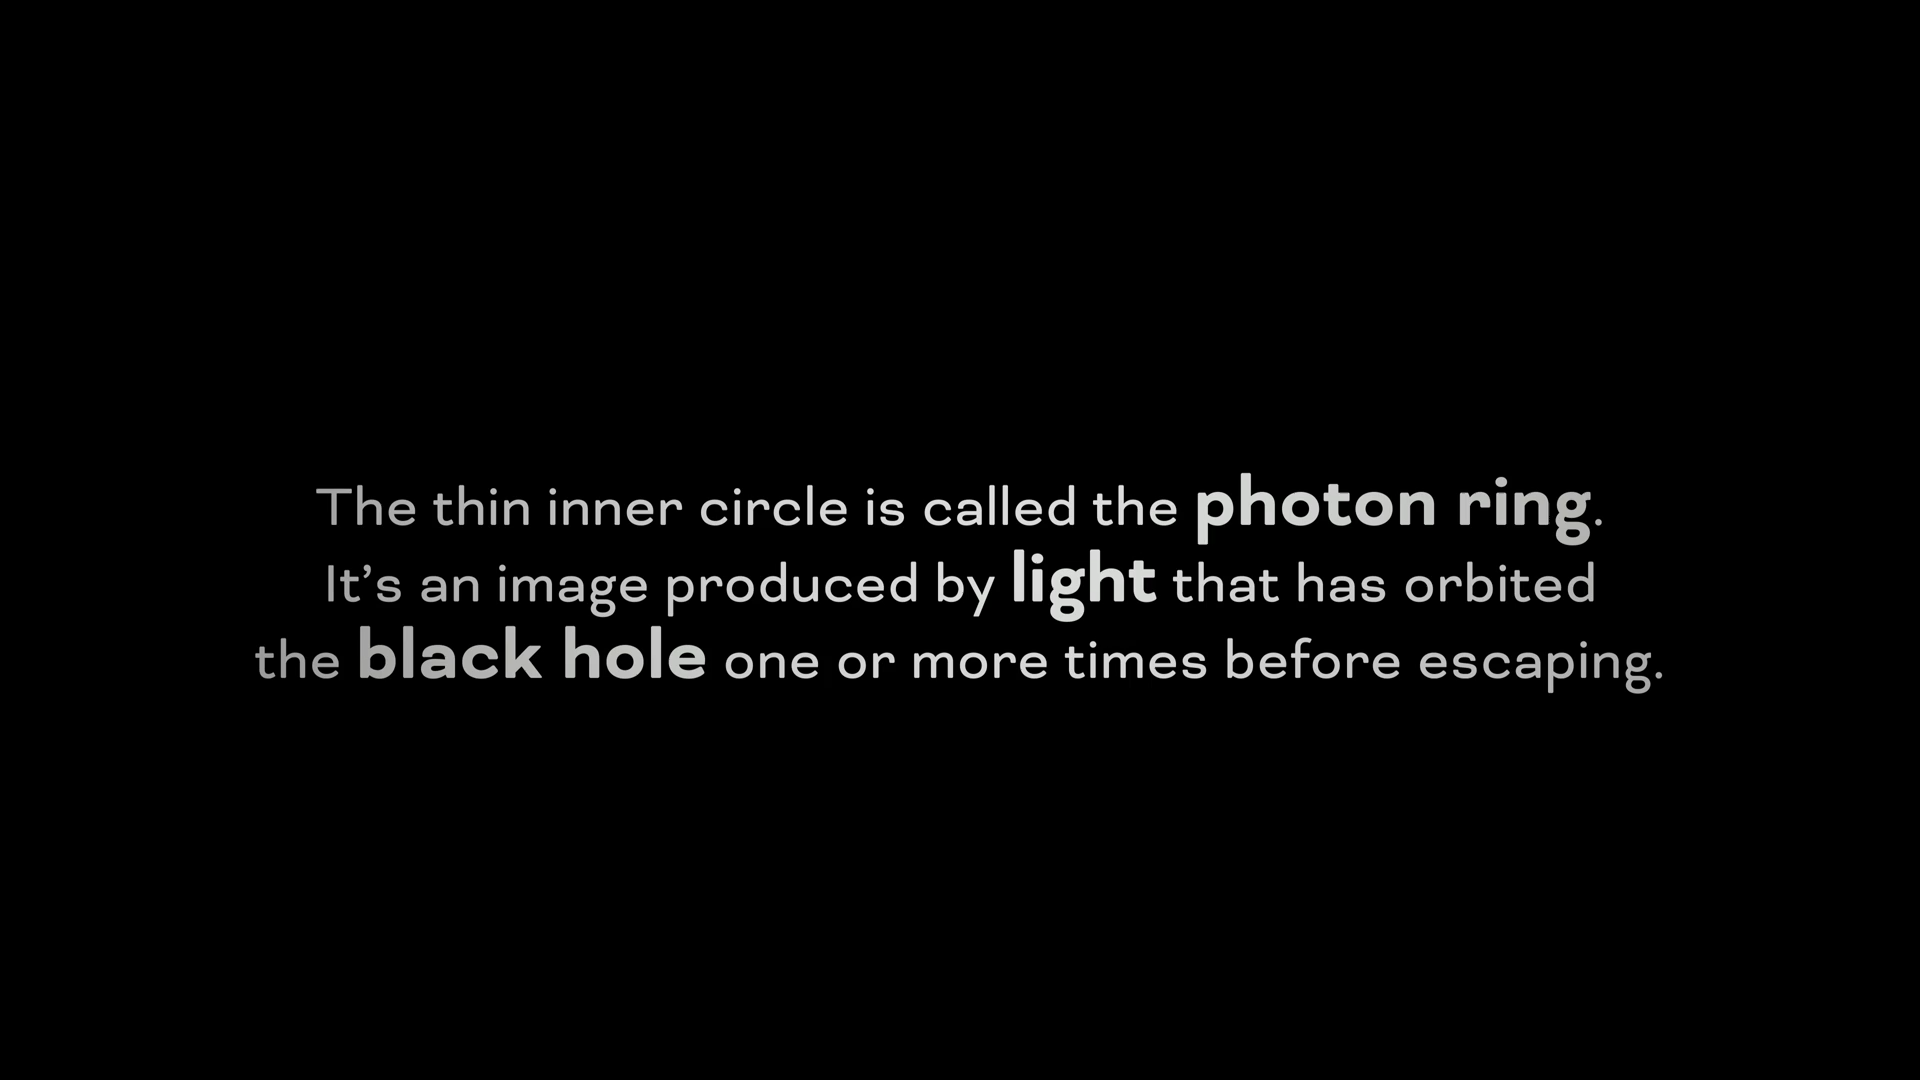 The thin inner circle is called the photon ring.
It’s an image produced by light that has orbited
the black hole one or more times before escaping.